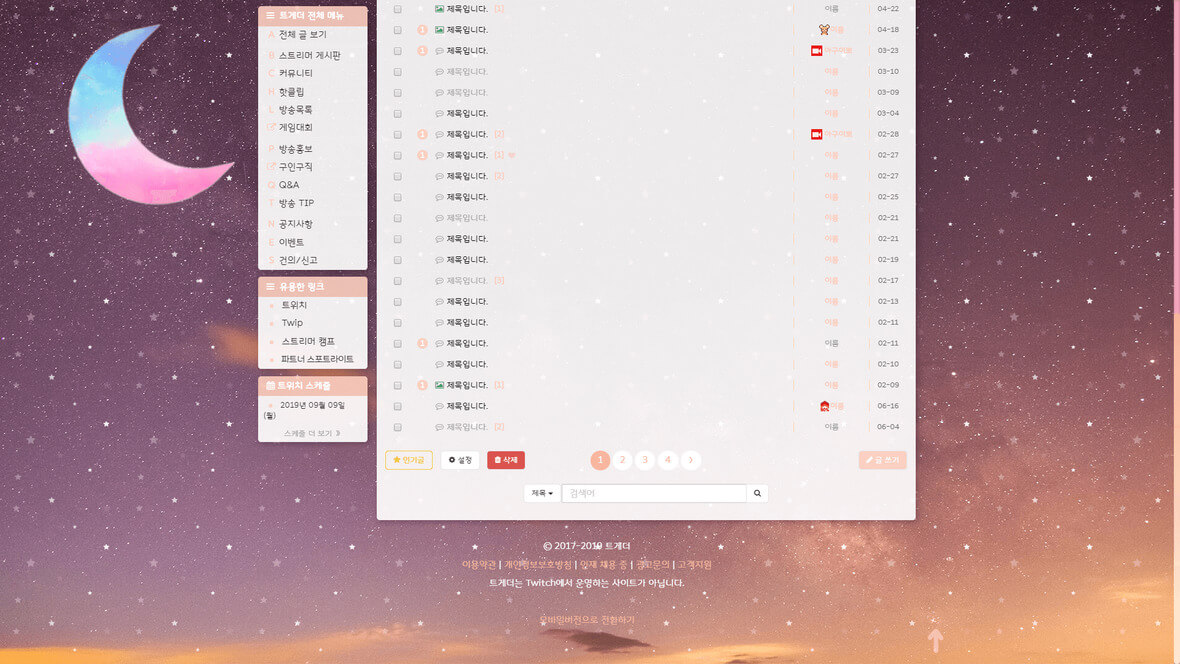 트게더 전체 메뉴
A 전체 글 보기
B 스트리머 게시판
C 커뮤니티
H 핫클립
L 방송목록
게임대회
P 방송홍보
구인구직
Q Q&A
T 방송 TIP
N 공지사항
E 이벤트
S 건의/신고
유용한 링크
트위치
Twip
스트리머 캠프
파트너 스포트라이트
트위치 스케줄
2019년 09월 09일
(월)
스케줄 더 보기 》
제목입니다. [1] 이름 04-22
1 제목입니다. 이름 04-18
1 제목입니다. 03-23
제목입니다. 이름 03-10
제목입니다. 이름 03-09
제목입니다. 이름 03-04
1 제목입니다. [2] 02-28
1 제목입니다. [1] 이름 02-27
제목입니다. [2] 이름 02-27
제목입니다. 이름 02-25
제목입니다. 이름 02-21
제목입니다. 이름 02-21
제목입니다. 이름 02-19
제목입니다. [3] 이름 02-17
제목입니다. 이름 02-13
제목입니다. 이름 02-11
1 제목입니다. 이름 02-11
제목입니다. 이름 02-10
1 제목입니다. [1] 이름 02-09
제목입니다. 이름 06-16
제목입니다. [2] 이름 06-04
인기글 설정 삭제 1 2 3 4 > 글 쓰기
제목 검색어
© 2017-2019 트게더
이용약관 | 개인정보보호방침 | 인재 채용 중 | 광고문의 | 고객지원
트게더는 Twitch에서 운영하는 사이트가 아닙니다.
모바일버전으로 전환하기